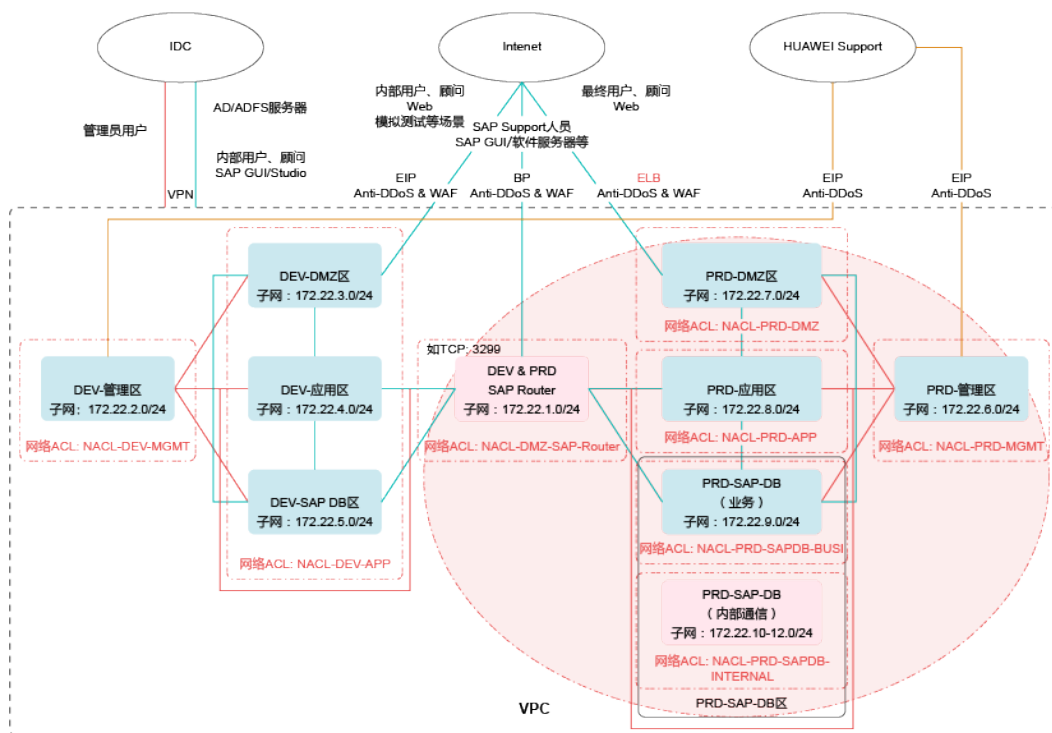 IDC
Intenet
HUAWEI Support
管理员用户
AD/ADFS服务器
内部用户、顾问
SAP GUI/Studio
VPN
内部用户、顾问
Web
模拟测试等场景
最终用户、顾问
Web
SAP Support人员
SAP GUI/软件服务器等
EIP
Anti-DDoS & WAF
BP
Anti-DDoS & WAF
ELB
Anti-DDoS & WAF
EIP
Anti-DDoS
EIP
Anti-DDoS
DEV-DMZ区
子网：172.22.3.0/24
PRD-DMZ区
子网：172.22.7.0/24
网络ACL: NACL-PRD-DMZ
如TCP: 3299
DEV-管理区
子网：172.22.2.0/24
网络ACL: NACL-DEV-MGMT
DEV-应用区
子网：172.22.4.0/24
DEV & PRD
SAP Router
子网：172.22.1.0/24
网络ACL: NACL-DMZ-SAP-Router
PRD-应用区
子网：172.22.8.0/24
网络ACL: NACL-PRD-APP
PRD-管理区
子网：172.22.6.0/24
网络ACL: NACL-PRD-MGMT
DEV-SAP DB区
子网：172.22.5.0/24
网络ACL: NACL-DEV-APP
PRD-SAP-DB
（业务）
子网：172.22.9.0/24
网络ACL: NACL-PRD-SAPDB-BUSI
PRD-SAP-DB
（内部通信）
子网：172.22.10-12.0/24
网络ACL: NACL-PRD-SAPDB-
INTERNAL
PRD-SAP-DB区
VPC